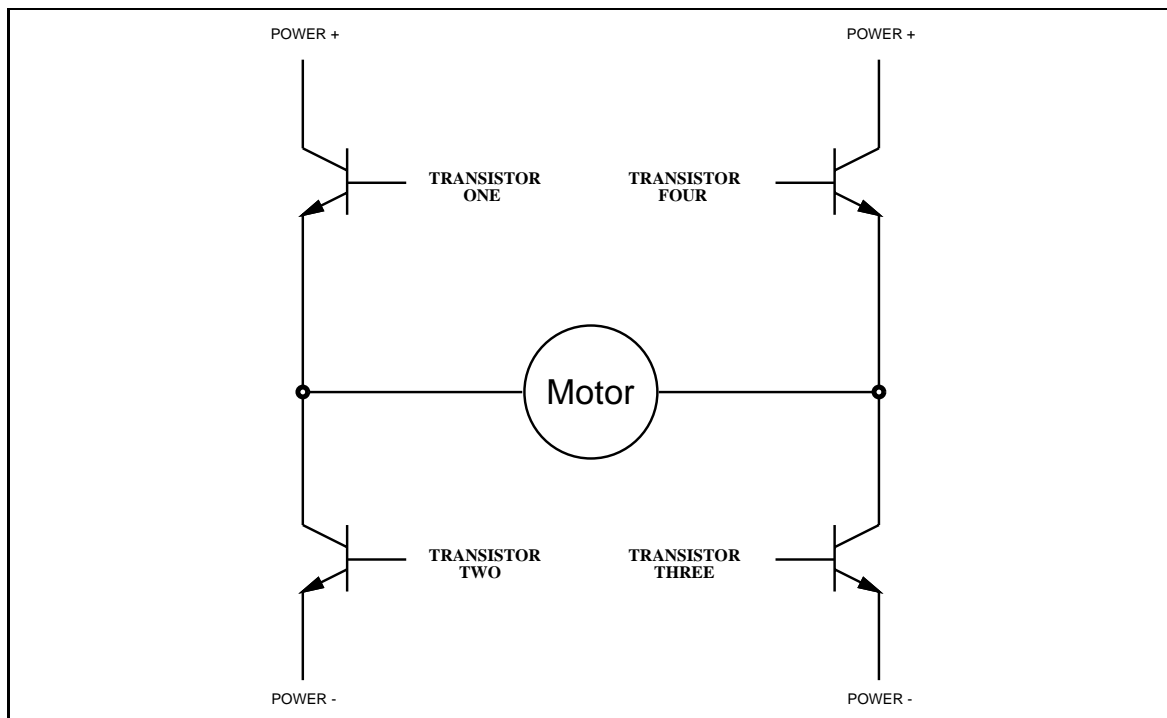 POWER +
POWER +
TRANSISTOR
ONE
TRANSISTOR
FOUR
Motor
TRANSISTOR
TWO
TRANSISTOR
THREE
POWER -
POWER -